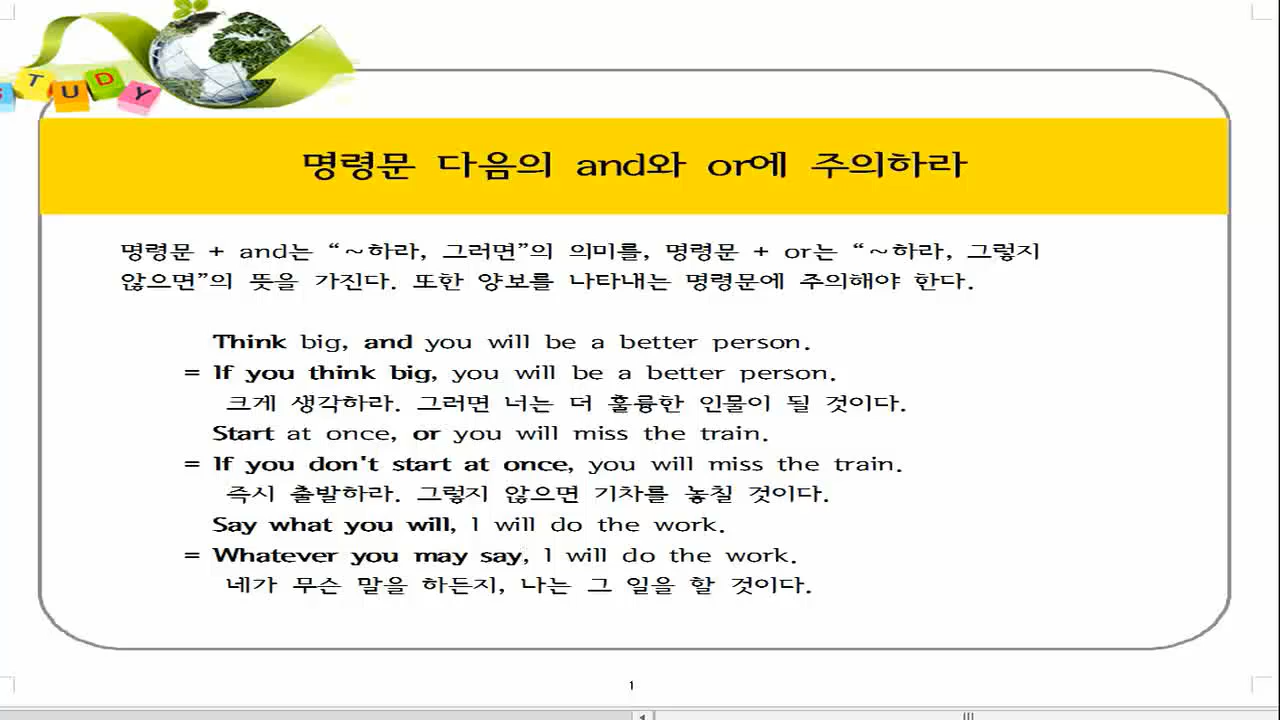 STUDY
명령문 다음의 and와 or에 주의하라
명령문 + and는 “~하라, 그러면”의 의미를, 명령문 + or는 “~하라, 그렇지
않으면”의 뜻을 가진다. 또한 양보를 나타내는 명령문에 주의해야 한다.
Think big, and you will be a better person.
= If you think big, you will be a better person.
크게 생각하라. 그러면 너는 더 훌륭한 인물이 될 것이다.
Start at once, or you will miss the train.
= If you don't start at once, you will miss the train.
즉시 출발하라. 그렇지 않으면 기차를 놓칠 것이다.
Say what you will, I will do the work.
= Whatever you may say, I will do the work.
네가 무슨 말을 하든지, 나는 그 일을 할 것이다.
1